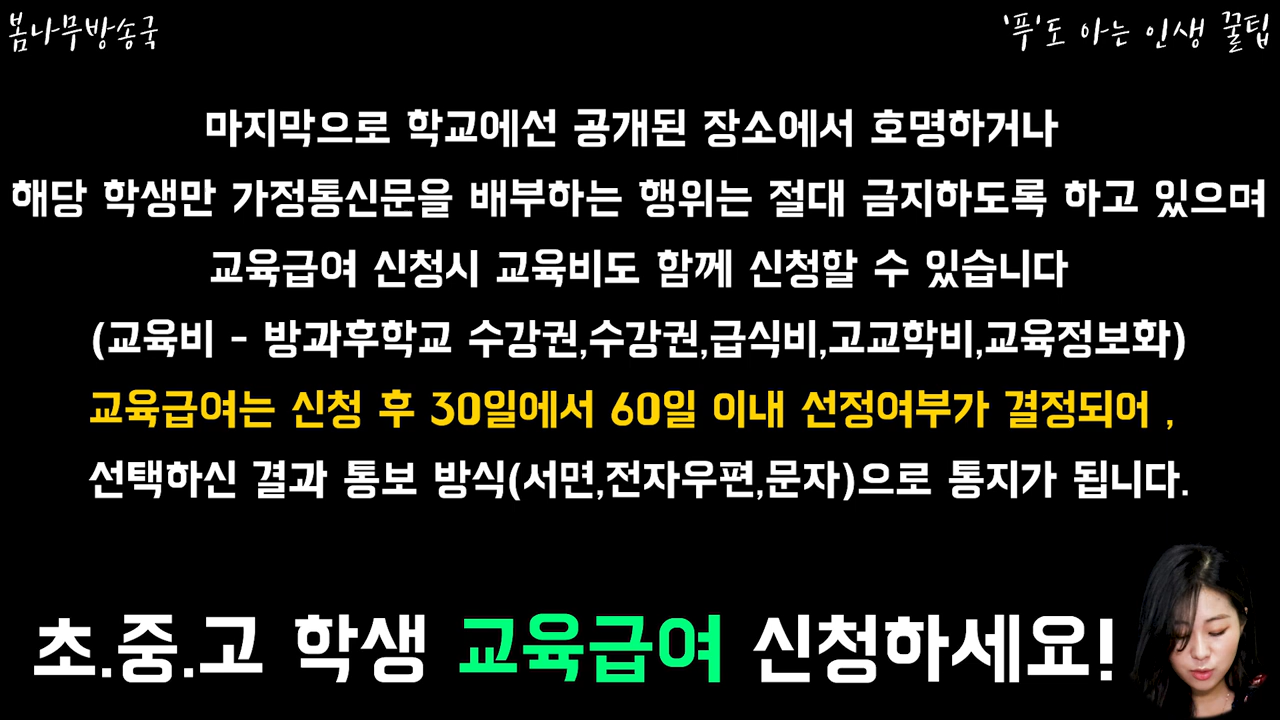 봄나무방송국
'푸'도 아는 인생 꿀팁
마지막으로 학교에선 공개된 장소에서 호명하거나
해당 학생만 가정통신문을 배부하는 행위는 절대 금지하도록 하고 있으며
교육급여 신청시 교육비도 함께 신청할 수 있습니다
(교육비 - 방과후학교 수강권,수강권,급식비,고교학비,교육정보화)
교육급여는 신청 후 30일에서 60일 이내 선정여부가 결정되어 ,
선택하신 결과 통보 방식(서면,전자우편,문자)으로 통지가 됩니다.
초.중.고 학생 교육급여 신청하세요!